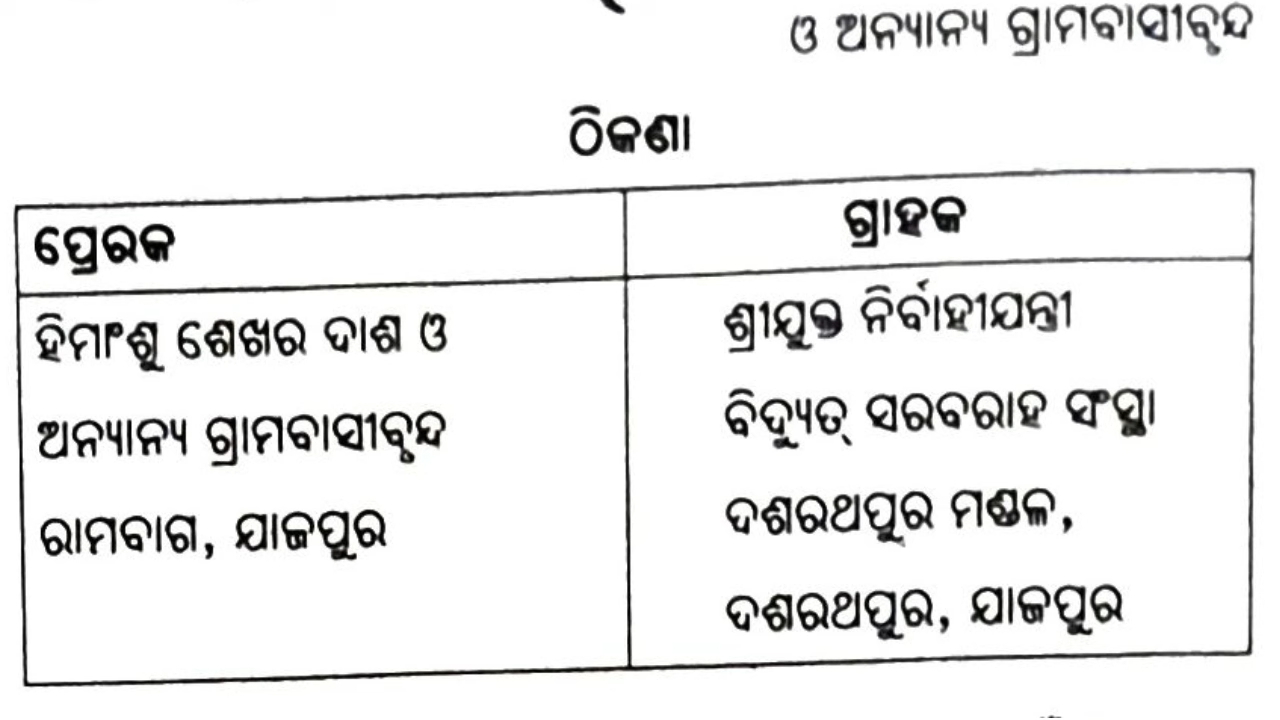 ଓ ଅନ୍ୟାନ୍ୟ ଗ୍ରାମବାସୀବୃନ୍ଦ
ଠିକଣା
ପ୍ରେରକ
ଗ୍ରାହକ
ହିମାଂଶୁ ଶେଖର ଦାଶ ଓ
ଅନ୍ୟାନ୍ୟ ଗ୍ରାମବାସୀବୃନ୍ଦ
ରାମବାଗ, ଯାଜପୁର
ଶ୍ରୀଯୁକ୍ତ ନିର୍ବାହୀଯନ୍ତ୍ରୀ
ବିଦ୍ୟୁତ୍ ସରବରାହ ସଂସ୍ଥା
ଦଶରଥପୁର ମଣ୍ଡଳ,
ଦଶରଥପୁର, ଯାଜପୁର